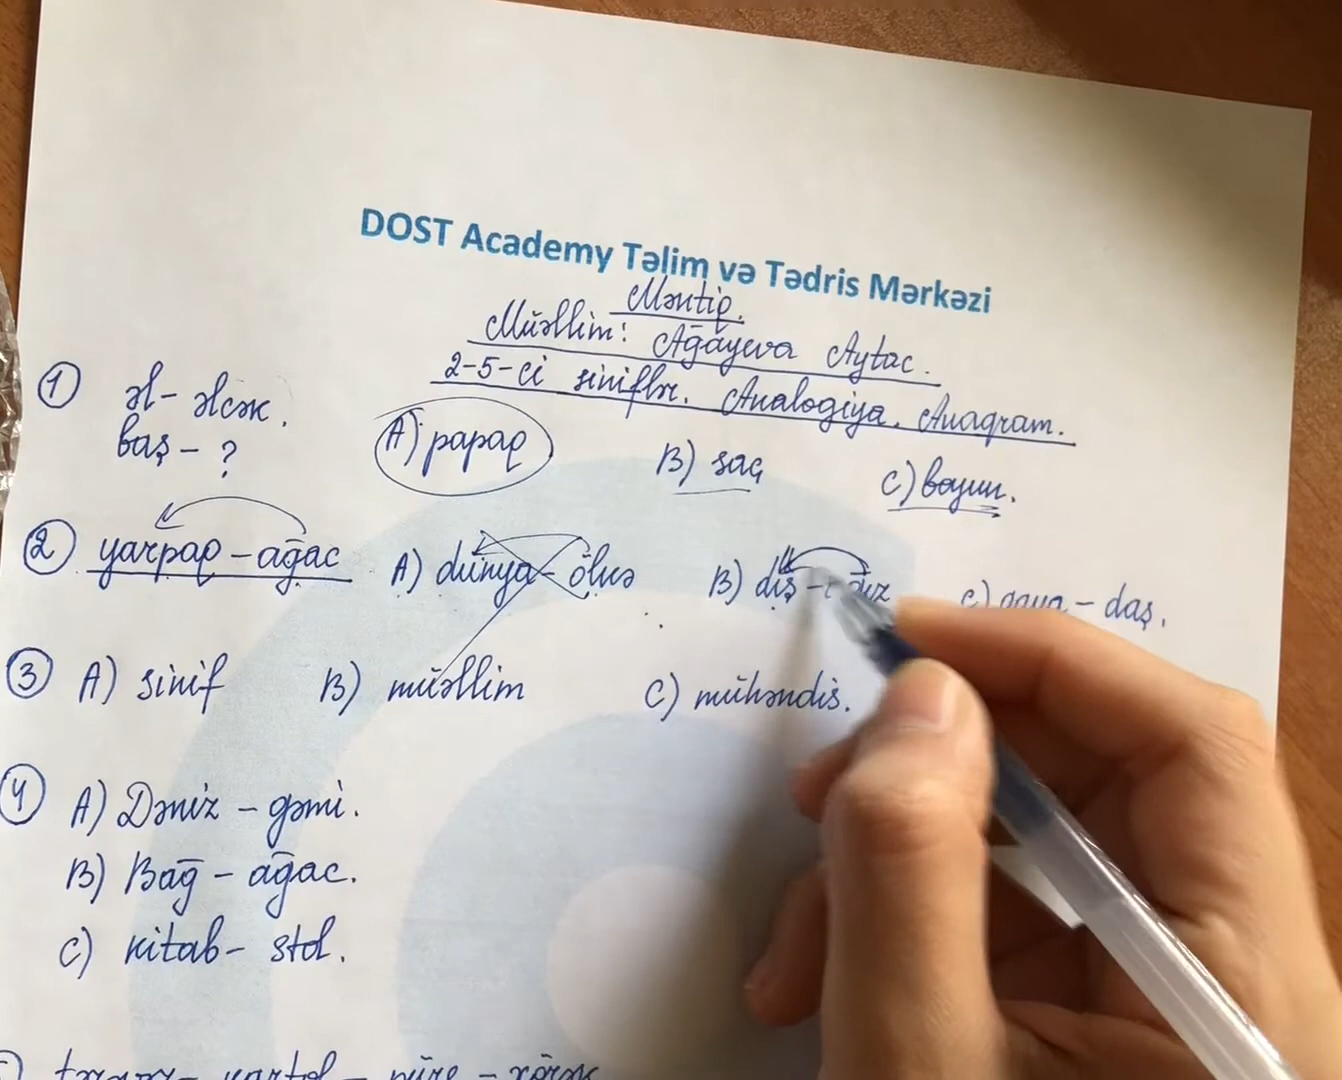 DOST Academy Təlim və Tədris Mərkəzi
Məntiq.
Müəllim: Ağayeva Aytac.
2-5-ci siniflər. Analogiya. Anagram.
1 əl - əlcək.
baş - ?
A) papaq B) saç C) boyun.
2 yarpaq - ağac A) dünya - ölkə B) diş - C) - daş.
3 A) sinif B) müəllim C) mühəndis.
4 A) Dəniz - gəmi.
B) Bağ - ağac.
C) kitab - stol.
kartof - püre -